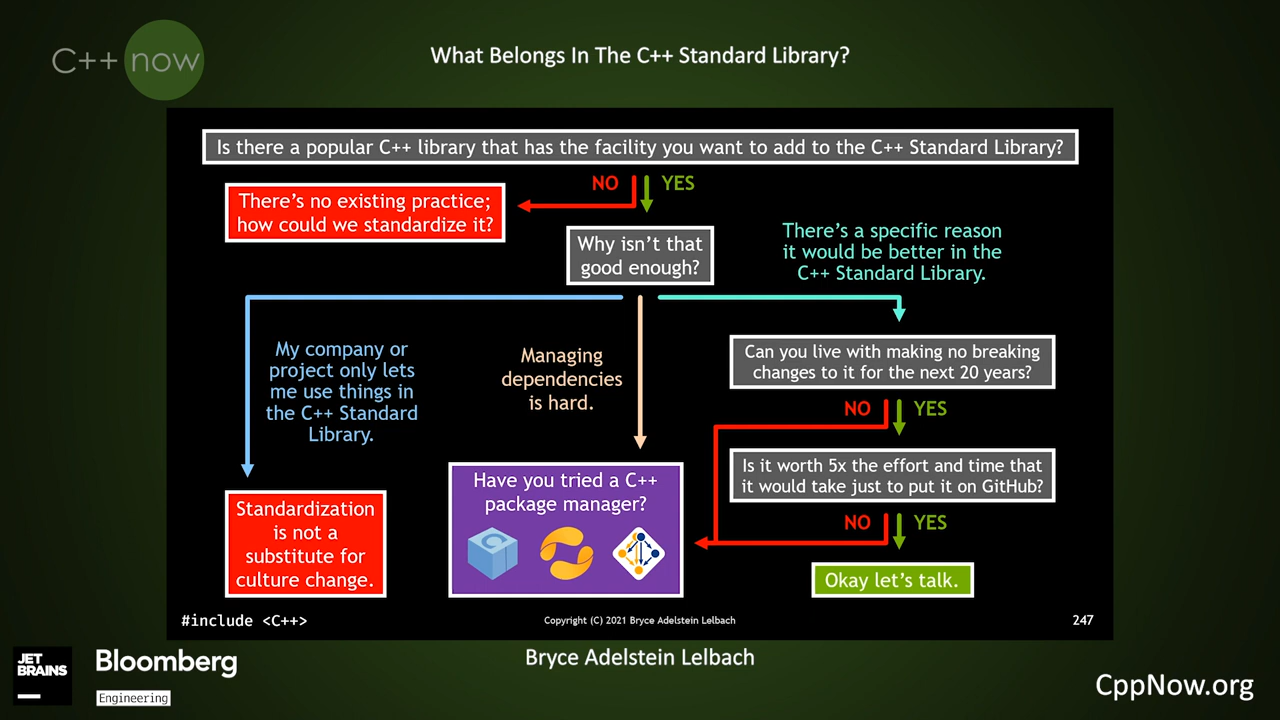 C++ now
What Belongs In The C++ Standard Library?
Is there a popular C++ library that has the facility you want to add to the C++ Standard Library?
NO
YES
There's no existing practice;
how could we standardize it?
Why isn't that
good enough?
There's a specific reason
it would be better in the
C++ Standard Library.
My company or
project only lets
me use things in
the C++ Standard
Library.
Managing
dependencies
is hard.
Can you live with making no breaking
changes to it for the next 20 years?
NO
YES
Is it worth 5x the effort and time that
it would take just to put it on GitHub?
NO
YES
Standardization
is not a
substitute for
culture change.
Have you tried a C++
package manager?
C
Okay let's talk.
#include <C++>
Copyright (C) 2021 Bryce Adelstein Lelbach
247
JET
BRAINS
Bloomberg
Engineering
Bryce Adelstein Lelbach
CppNow.org